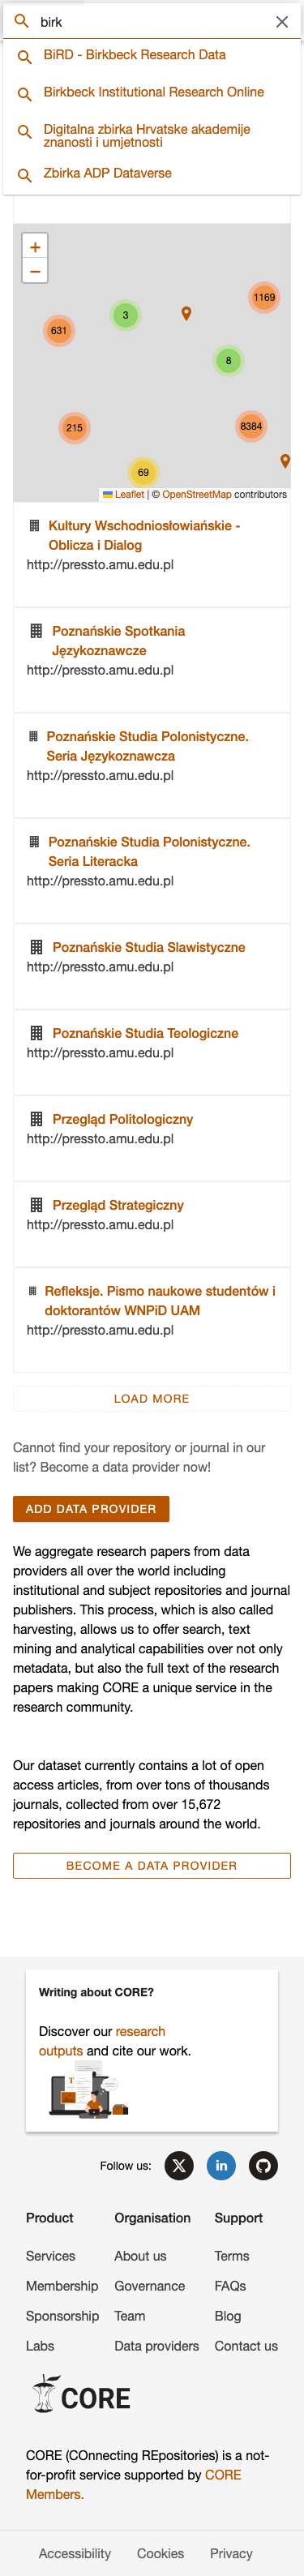 birk
BiRD - Birkbeck Research Data
Birkbeck Institutional Research Online
Digitalna zbirka Hrvatske akademije
znanosti i umjetnosti
Zbirka ADP Dataverse
+
−
3
1169
631
8
215
8384
69
Leaflet | © OpenStreetMap contributors
Kultury Wschodniosłowiańskie -
Oblicza i Dialog
http://pressto.amu.edu.pl
Poznańskie Spotkania
Językoznawcze
http://pressto.amu.edu.pl
Poznańskie Studia Polonistyczne.
Seria Językoznawcza
http://pressto.amu.edu.pl
Poznańskie Studia Polonistyczne.
Seria Literacka
http://pressto.amu.edu.pl
Poznańskie Studia Slawistyczne
http://pressto.amu.edu.pl
Poznańskie Studia Teologiczne
http://pressto.amu.edu.pl
Przegląd Politologiczny
http://pressto.amu.edu.pl
Przegląd Strategiczny
http://pressto.amu.edu.pl
Refleksje. Pismo naukowe studentów i
doktorantów WNPiD UAM
http://pressto.amu.edu.pl
LOAD MORE
Cannot find your repository or journal in our
list? Become a data provider now!
ADD DATA PROVIDER
We aggregate research papers from data
providers all over the world including
institutional and subject repositories and journal
publishers. This process, which is also called
harvesting, allows us to offer search, text
mining and analytical capabilities over not only
metadata, but also the full text of the research
papers making CORE a unique service in the
research community.
Our dataset currently contains a lot of open
access articles, from over tons of thousands
journals, collected from over 15,672
repositories and journals around the world.
BECOME A DATA PROVIDER
Writing about CORE?
Discover our research
outputs and cite our work.
Follow us:
Product Organisation Support
Services About us Terms
Membership Governance FAQs
Sponsorship Team Blog
Labs Data providers Contact us
CORE
CORE (COnnecting REpositories) is a not-
for-profit service supported by CORE
Members.
Accessibility Cookies Privacy